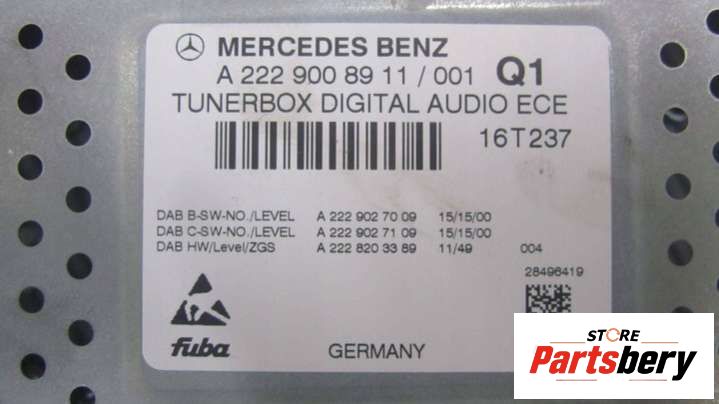 MERCEDES BENZ
A 222 900 89 11 / 001 Q1
TUNERBOX DIGITAL AUDIO ECE
16T237
DAB B-SW-NO./LEVEL A 222 902 70 09 15/15/00
DAB C-SW-NO./LEVEL A 222 902 71 09 15/15/00
DAB HW/Level/ZGS A 222 820 33 89 11/49 004
28496419
fuba GERMANY
STORE
Partsbery